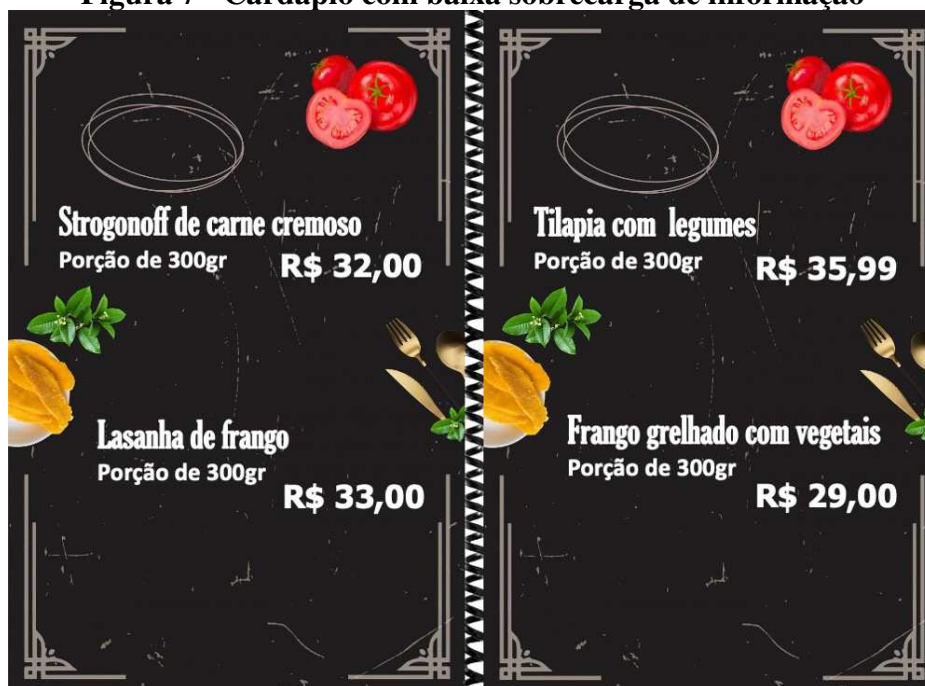 Figura 7 - Cardápio com baixa sobrecarga de informação
Strogonoff de carne cremoso
Porção de 300gr
R$ 32,00
Lasanha de frango
Porção de 300gr
R$ 33,00
Tilapia com legumes
Porção de 300gr
R$ 35,99
Frango grelhado com vegetais
Porção de 300gr
R$ 29,00